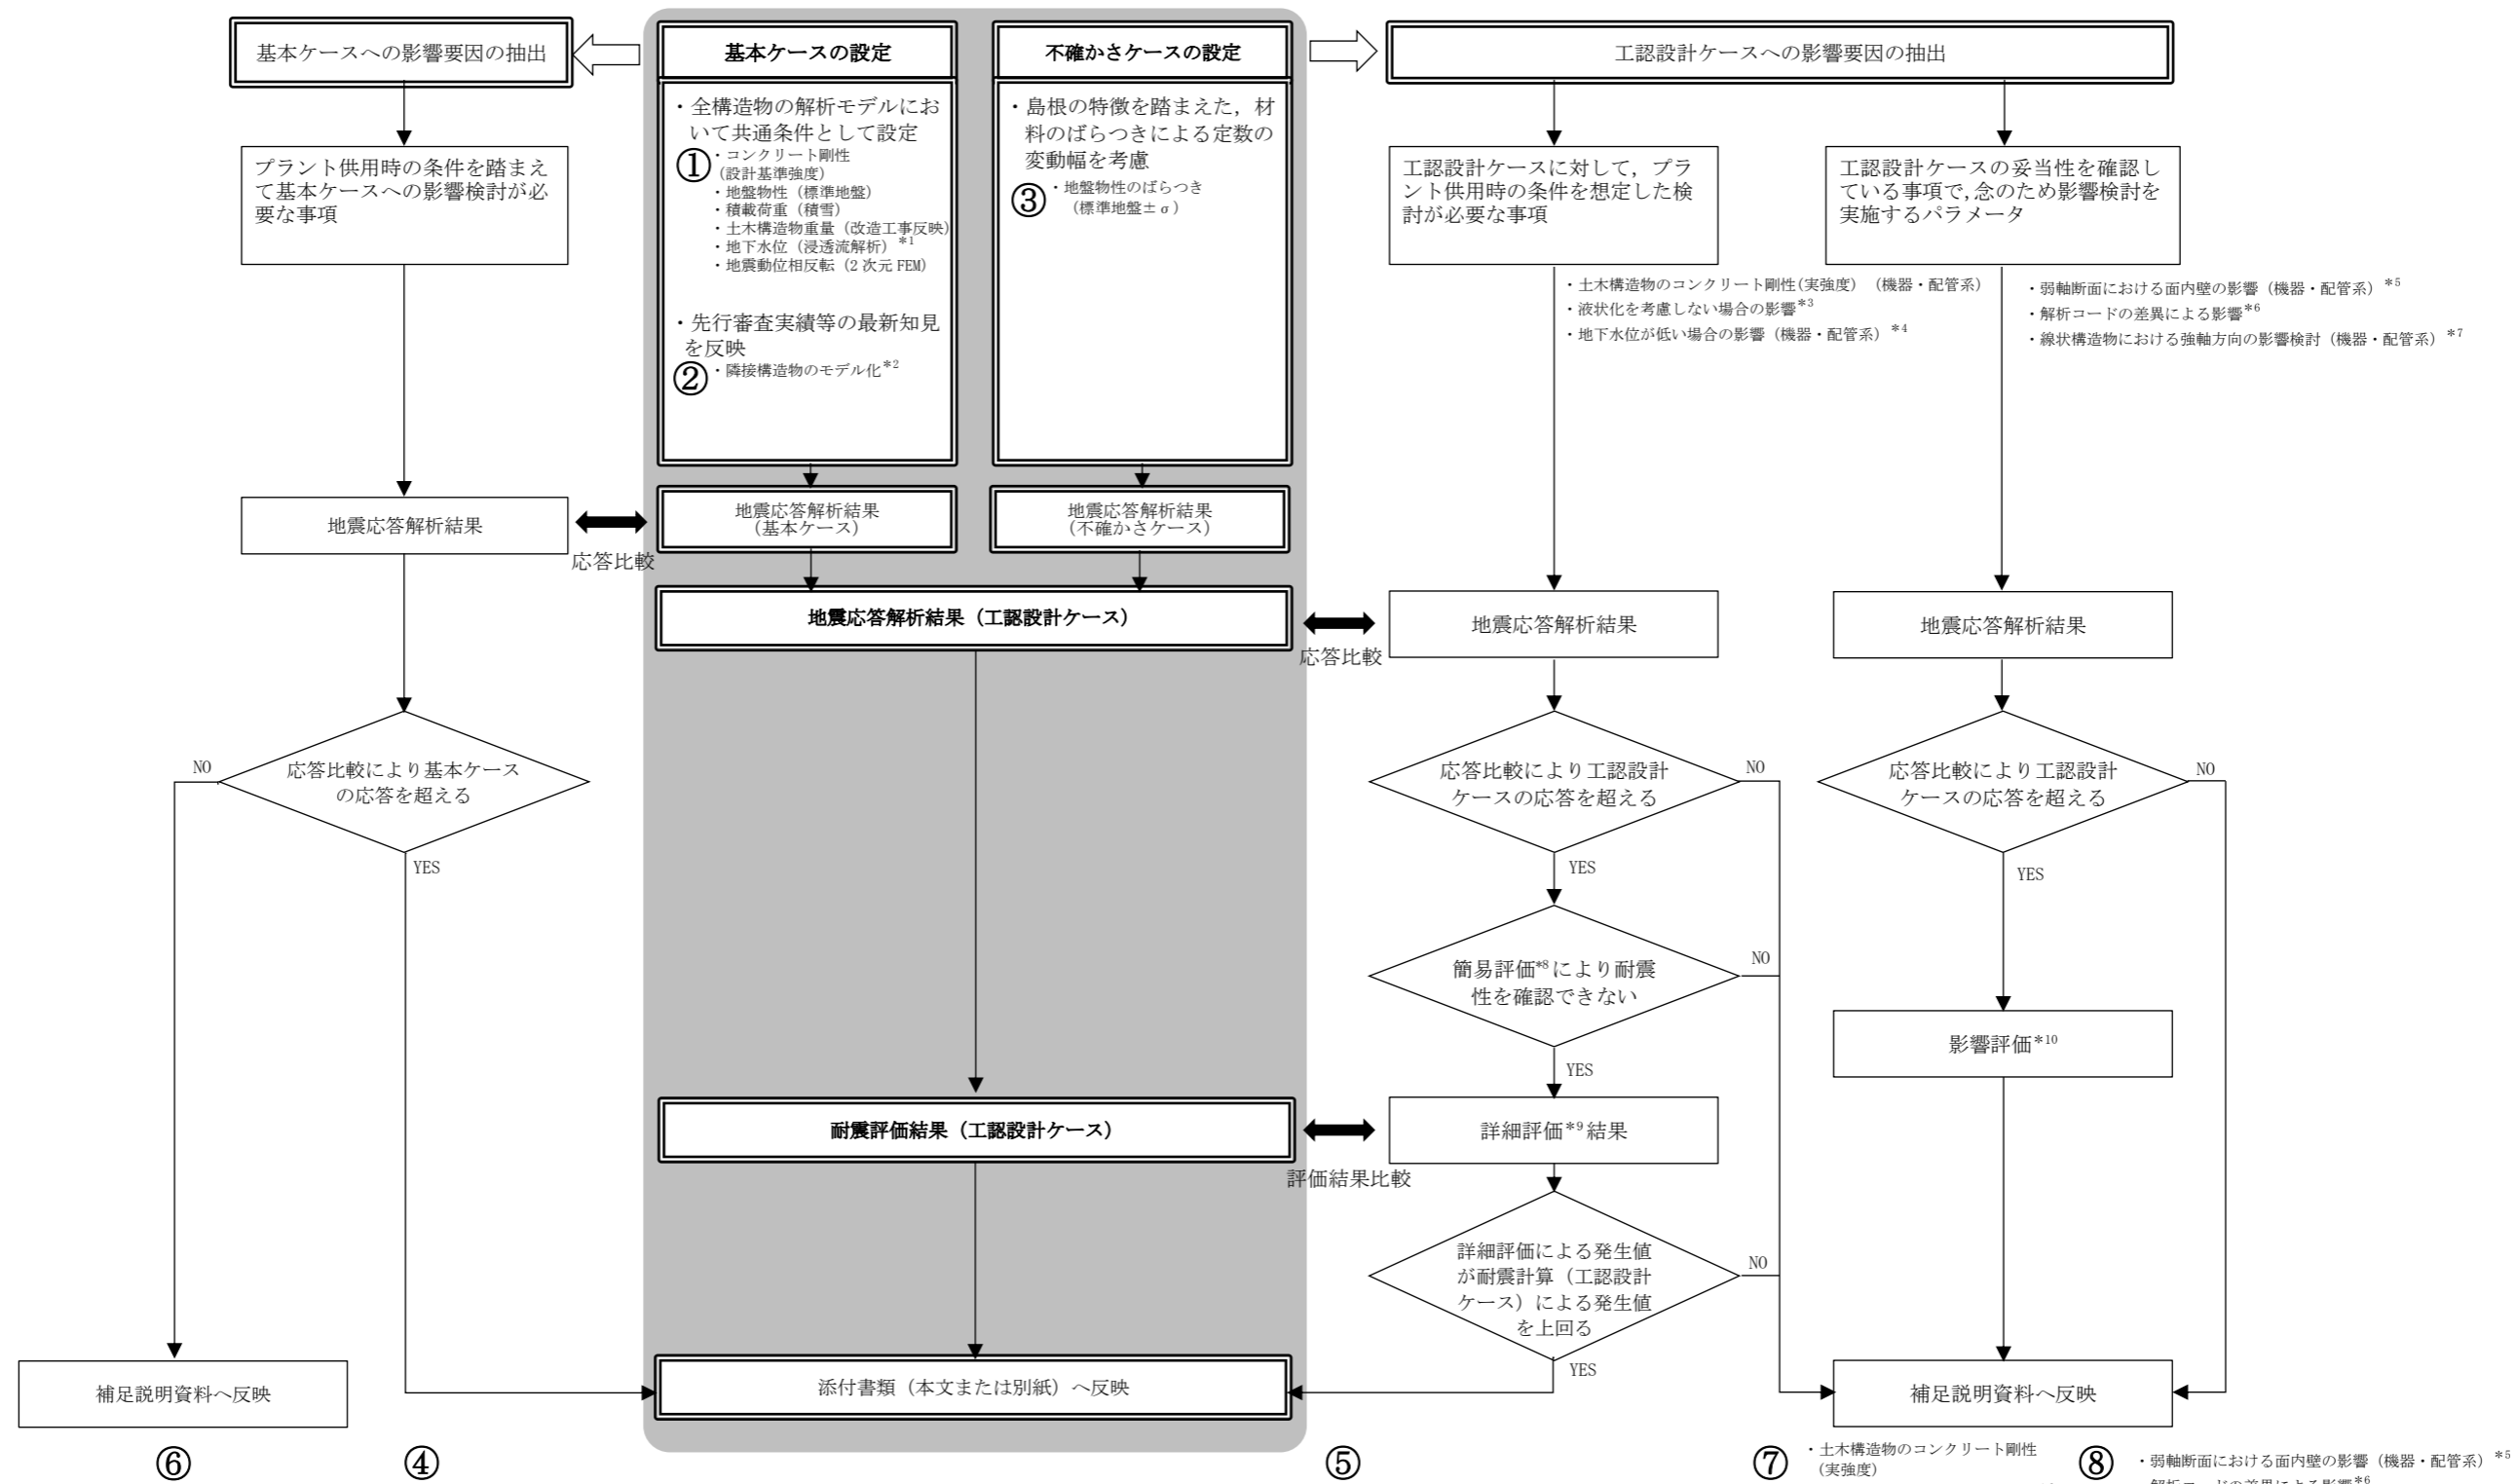 基本ケースへの影響要因の抽出
プラント供用時の条件を踏まえ
て基本ケースへの影響検討が必
要な事項
地震応答解析結果
応答比較
応答比較により基本ケース
の応答を超える
NO
YES
補足説明資料へ反映
⑥
④
基本ケースの設定
・全構造物の解析モデルにお
いて共通条件として設定
①
・コンクリート剛性
(設計基準強度)
・地盤物性（標準地盤）
・積載荷重（積雪）
・土木構造物重量（改造工事反映）
・地下水位（浸透流解析）*1
・地震動位相反転（2 次元 FEM）
・先行審査実績等の最新知見
を反映
②
・隣接構造物のモデル化*2
不確かさケースの設定
・島根の特徴を踏まえた，材
料のばらつきによる定数の
変動幅を考慮
③
・地盤物性のばらつき
（標準地盤±σ）
地震応答解析結果
（基本ケース）
地震応答解析結果
（不確かさケース）
地震応答解析結果（工認設計ケース）
耐震評価結果（工認設計ケース）
添付書類（本文または別紙）へ反映
工認設計ケースへの影響要因の抽出
工認設計ケースに対して，プラ
ント供用時の条件を想定した検
討が必要な事項
・土木構造物のコンクリート剛性(実強度)（機器・配管系）
・液状化を考慮しない場合の影響*3
・地下水位が低い場合の影響（機器・配管系）*4
応答比較
地震応答解析結果
応答比較により工認設計
ケースの応答を超える
NO
YES
簡易評価*8により耐震
性を確認できない
NO
YES
詳細評価*9結果
評価結果比較
詳細評価による発生値
が耐震計算（工認設計
ケース）による発生値
を上回る
NO
YES
⑤
工認設計ケースの妥当性を確認し
ている事項で，念のため影響検討を
実施するパラメータ
・弱軸断面における面内壁の影響（機器・配管系）*5
・解析コードの差異による影響*6
・線状構造物における強軸方向の影響検討（機器・配管系）*7
地震応答解析結果
応答比較により工認設計
ケースの応答を超える
NO
YES
影響評価*10
補足説明資料へ反映
⑦
・土木構造物のコンクリート剛性
（実強度）
⑧
・弱軸断面における面内壁の影響（機器・配管系）*5
・解析コードの差異による影響*6